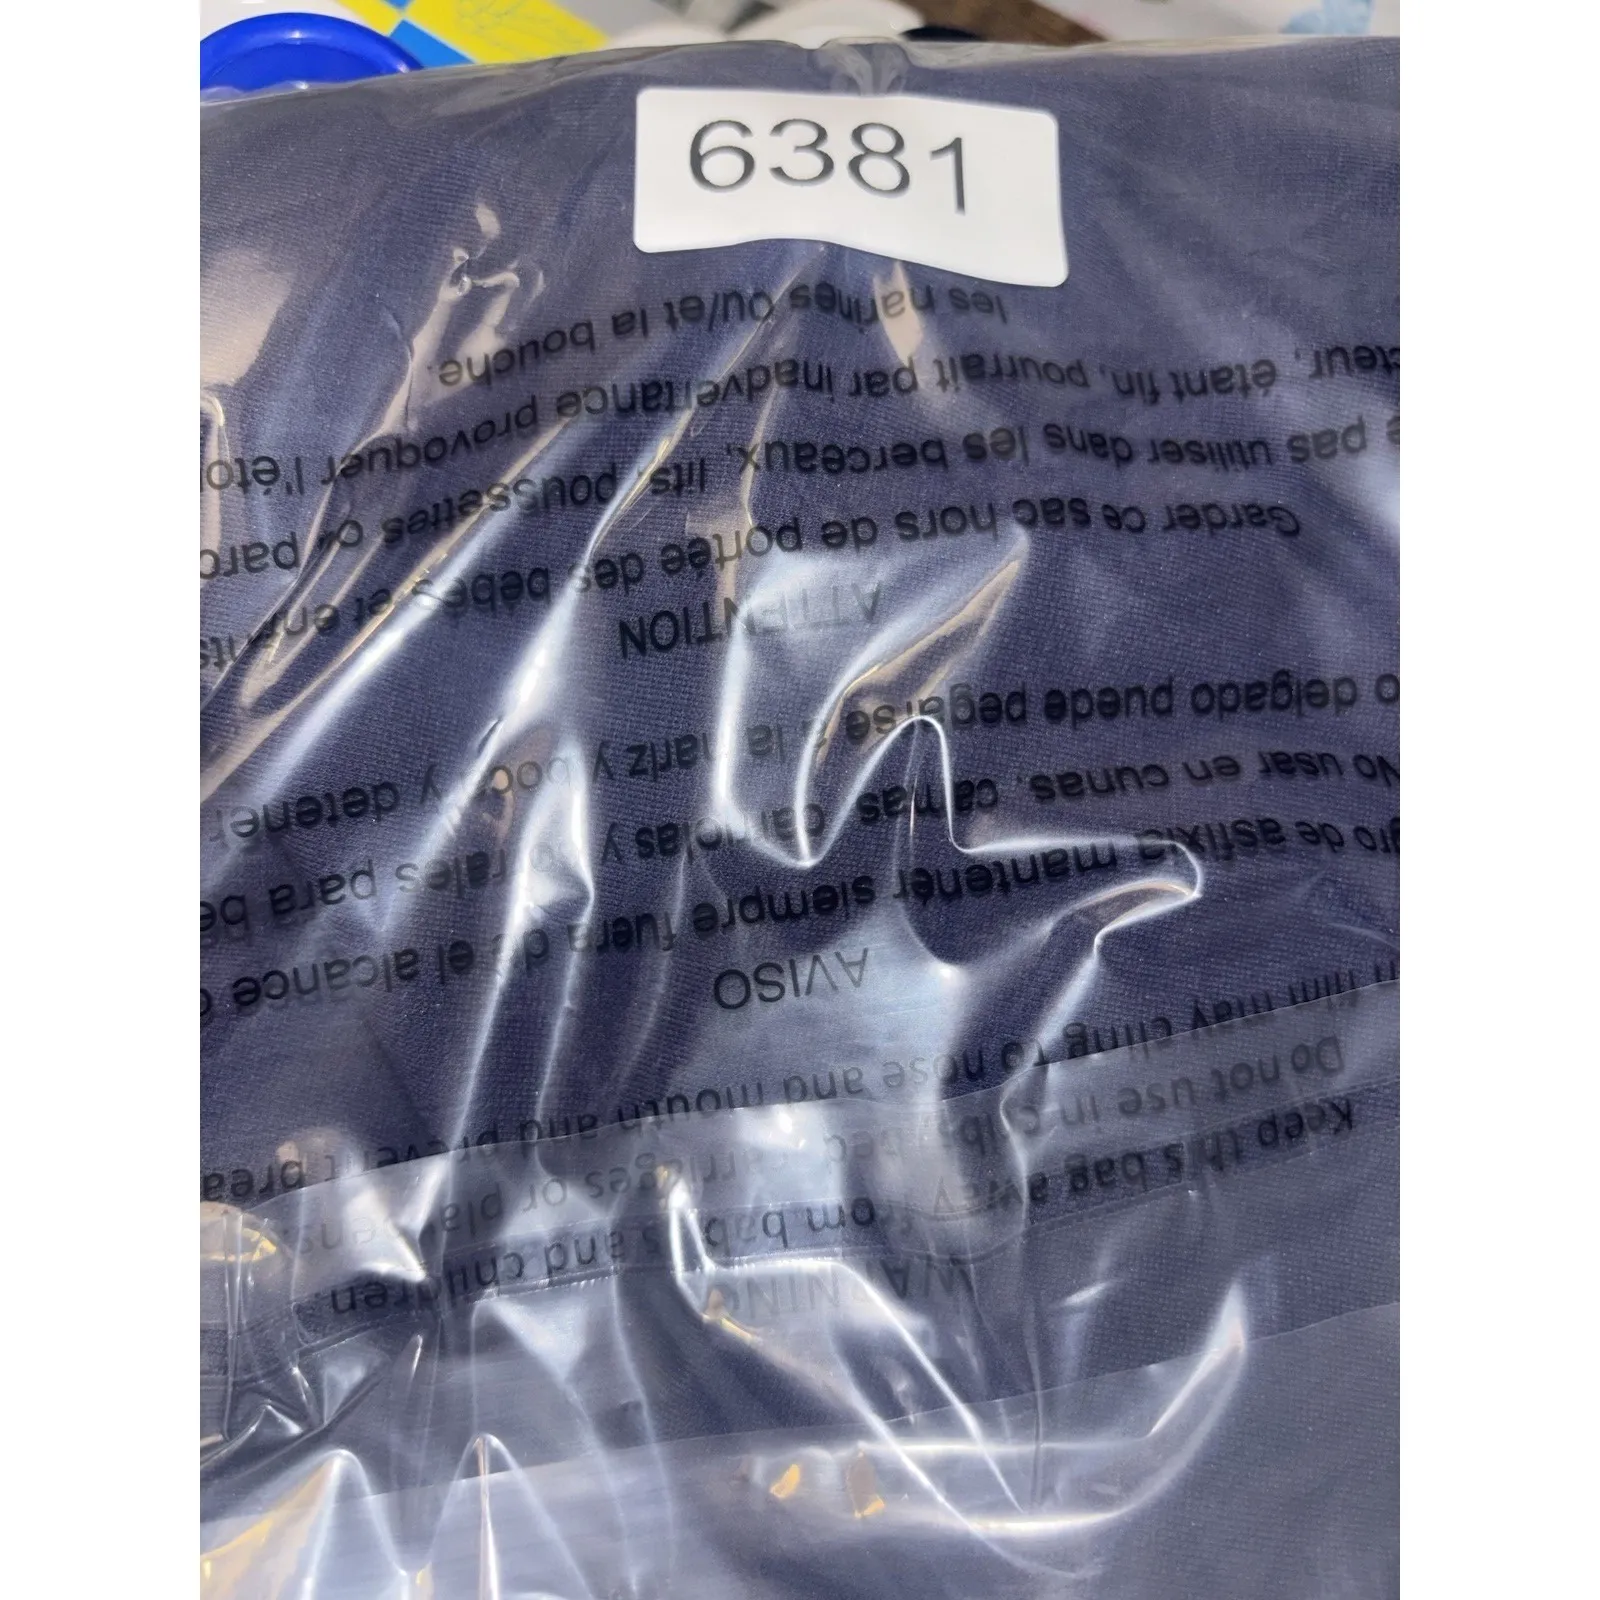 6381
WARNING
Keep this bag away from babies and children.
Do not use in cribs, bed, carriages or playpens.
film may cling to nose and mouth and prevent brea
AVISO
gro de asfixia mantenér siempre fuera de el alcance
No usar en cunas, camas, carriolas y corrales para be
o delgado puede pegarse a la nariz y boca y detener
ATTENTION
Garder ce sac hors de portée des bébés et enfants
e pas utiliser dans les berceaux, lits, poussettes ou parc
cteur, étant fin, pourrait par inadvertance provoquer l'éto
les narines ou/et la bouche.